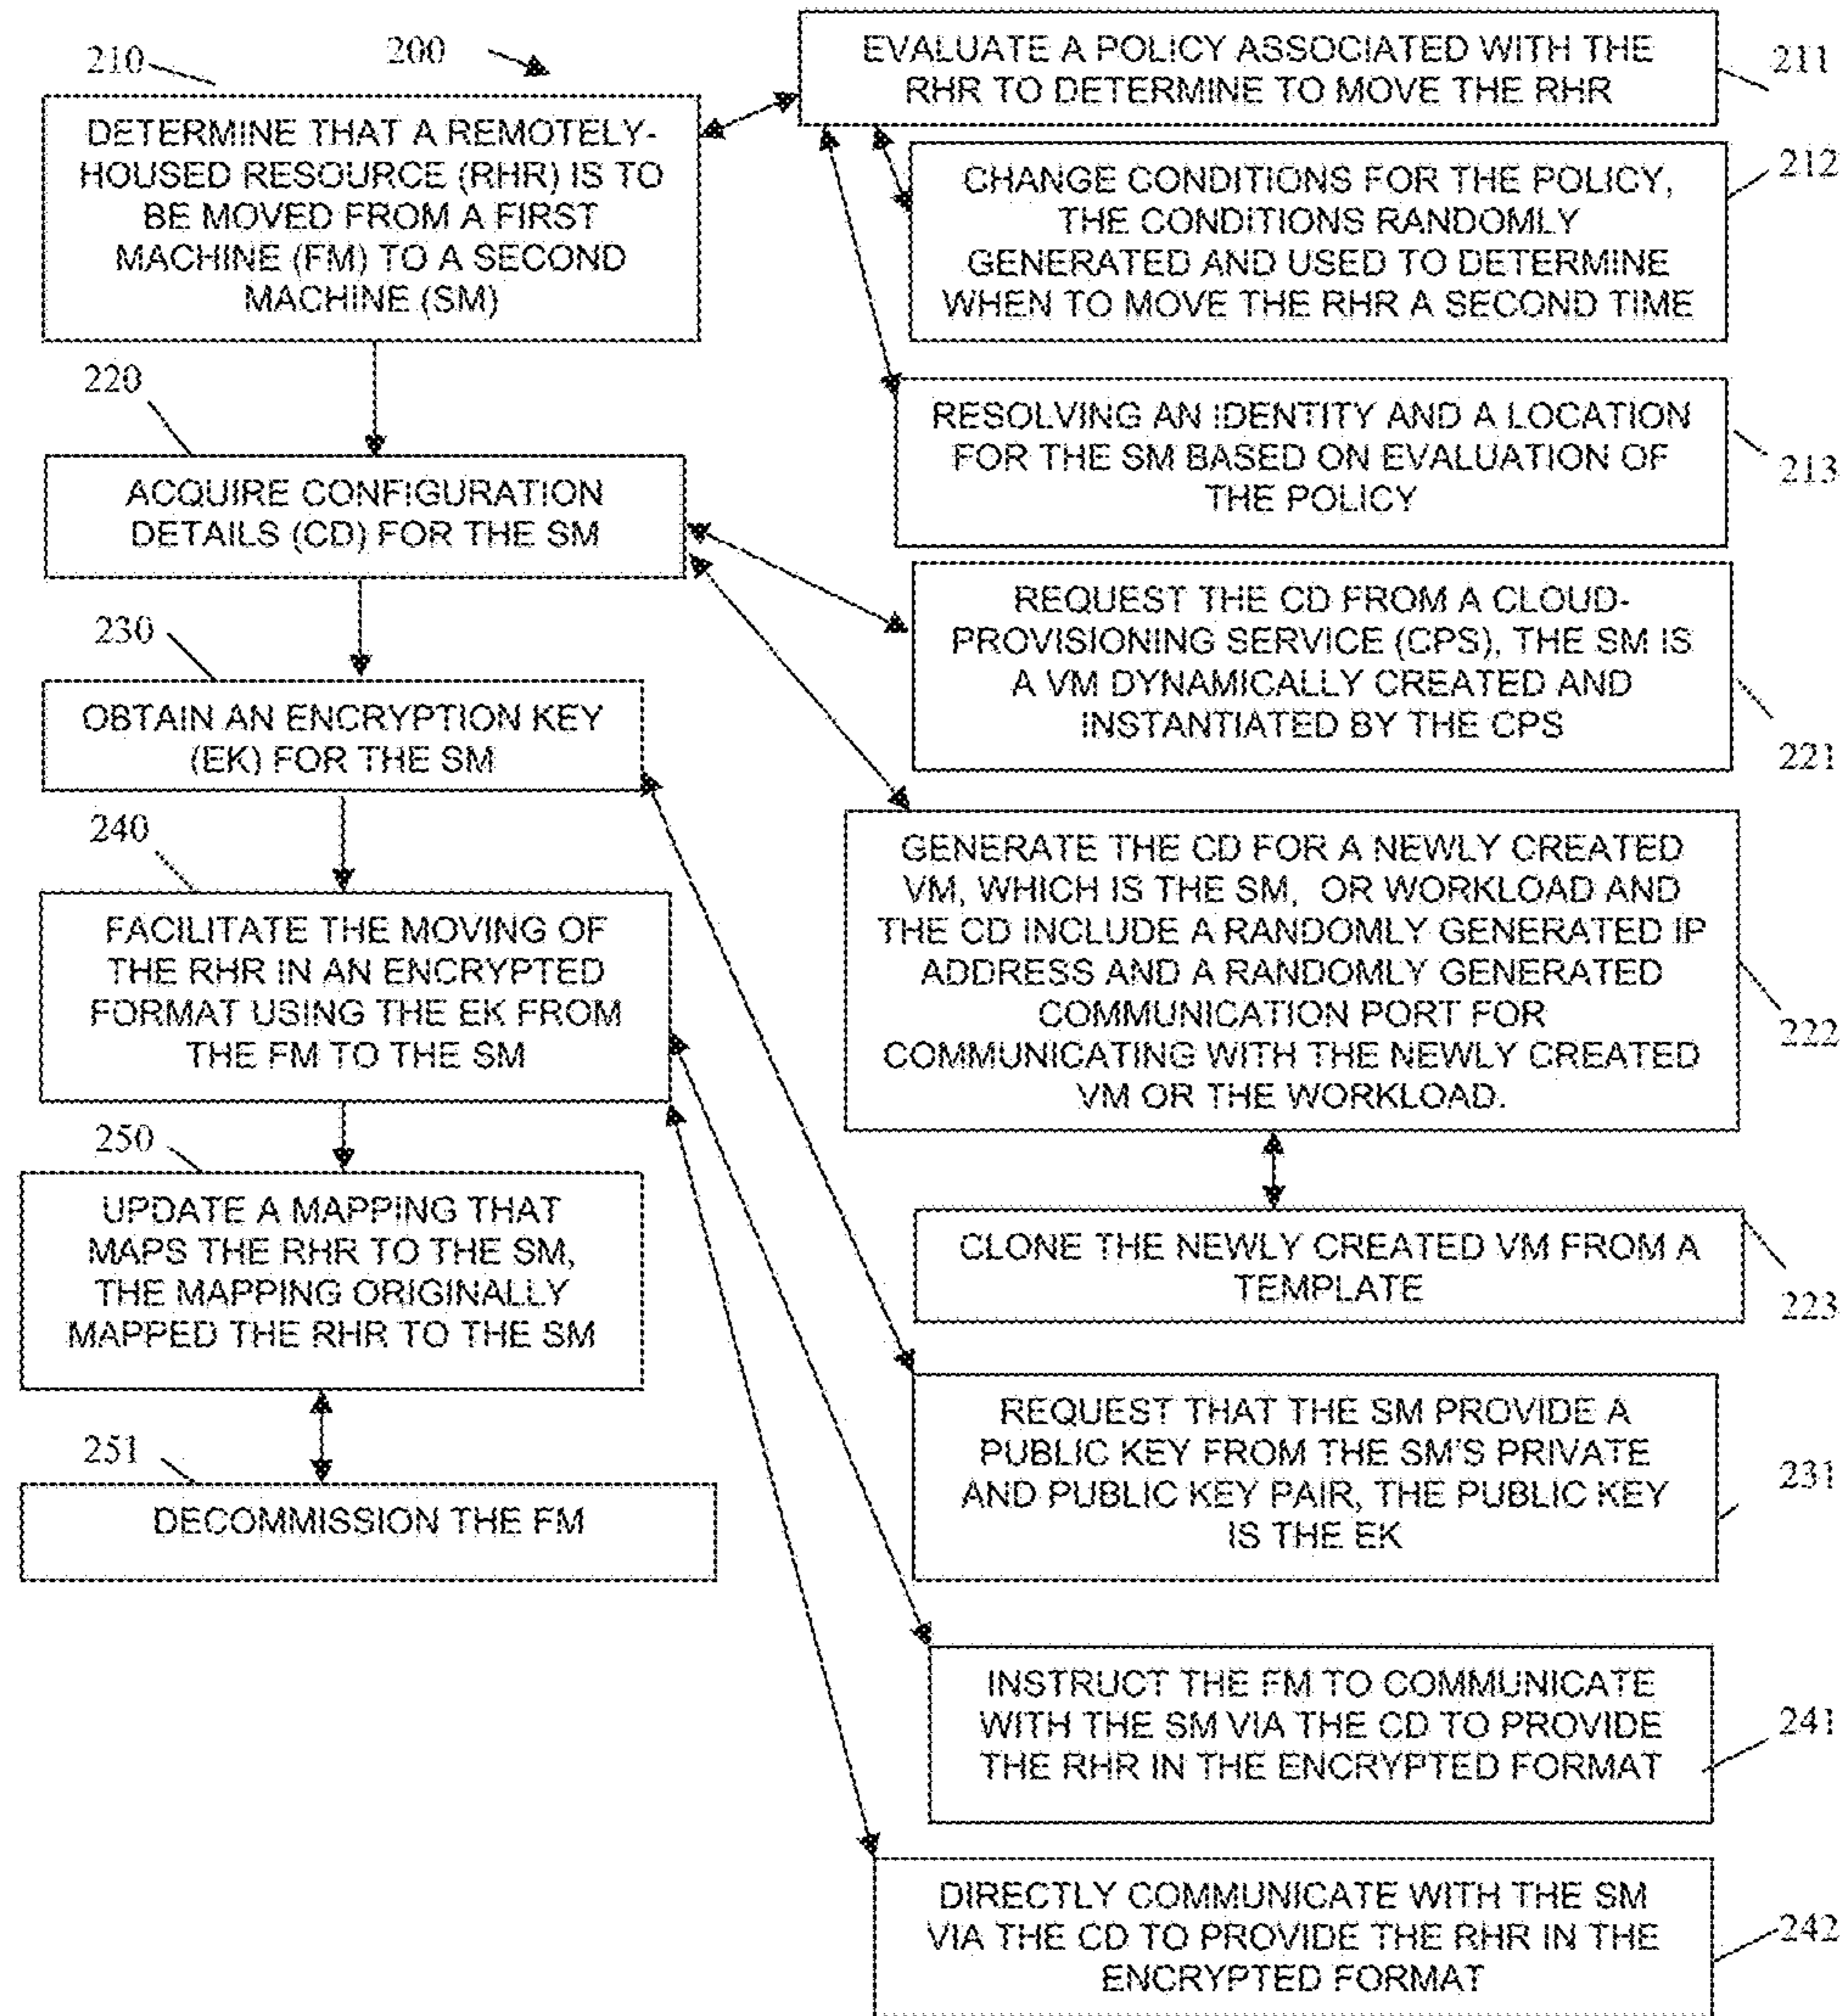 200
210
DETERMINE THAT A REMOTELY-
HOUSED RESOURCE (RHR) IS TO
BE MOVED FROM A FIRST
MACHINE (FM) TO A SECOND
MACHINE (SM)
211
EVALUATE A POLICY ASSOCIATED WITH THE
RHR TO DETERMINE TO MOVE THE RHR
212
CHANGE CONDITIONS FOR THE POLICY,
THE CONDITIONS RANDOMLY
GENERATED AND USED TO DETERMINE
WHEN TO MOVE THE RHR A SECOND TIME
213
RESOLVING AN IDENTITY AND A LOCATION
FOR THE SM BASED ON EVALUATION OF
THE POLICY
220
ACQUIRE CONFIGURATION
DETAILS (CD) FOR THE SM
221
REQUEST THE CD FROM A CLOUD-
PROVISIONING SERVICE (CPS), THE SM IS
A VM DYNAMICALLY CREATED AND
INSTANTIATED BY THE CPS
222
GENERATE THE CD FOR A NEWLY CREATED
VM, WHICH IS THE SM, OR WORKLOAD AND
THE CD INCLUDE A RANDOMLY GENERATED IP
ADDRESS AND A RANDOMLY GENERATED
COMMUNICATION PORT FOR
COMMUNICATING WITH THE NEWLY CREATED
VM OR THE WORKLOAD.
223
CLONE THE NEWLY CREATED VM FROM A
TEMPLATE
230
OBTAIN AN ENCRYPTION KEY
(EK) FOR THE SM
231
REQUEST THAT THE SM PROVIDE A
PUBLIC KEY FROM THE SM'S PRIVATE
AND PUBLIC KEY PAIR, THE PUBLIC KEY
IS THE EK
240
FACILITATE THE MOVING OF
THE RHR IN AN ENCRYPTED
FORMAT USING THE EK FROM
THE FM TO THE SM
241
INSTRUCT THE FM TO COMMUNICATE
WITH THE SM VIA THE CD TO PROVIDE
THE RHR IN THE ENCRYPTED FORMAT
242
DIRECTLY COMMUNICATE WITH THE SM
VIA THE CD TO PROVIDE THE RHR IN THE
ENCRYPTED FORMAT
250
UPDATE A MAPPING THAT
MAPS THE RHR TO THE SM,
THE MAPPING ORIGINALLY
MAPPED THE RHR TO THE SM
251
DECOMMISSION THE FM